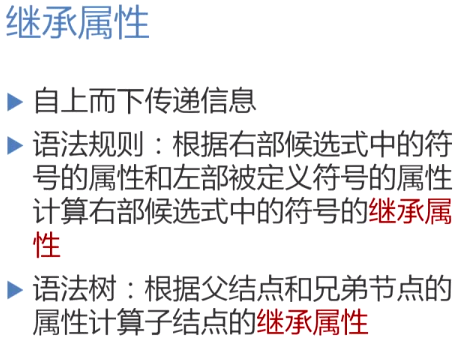 继承属性
自上而下传递信息
语法规则：根据右部候选式中的符
号的属性和左部被定义符号的属性
计算右部候选式中的符号的继承属
性
语法树：根据父结点和兄弟节点的
属性计算子结点的继承属性